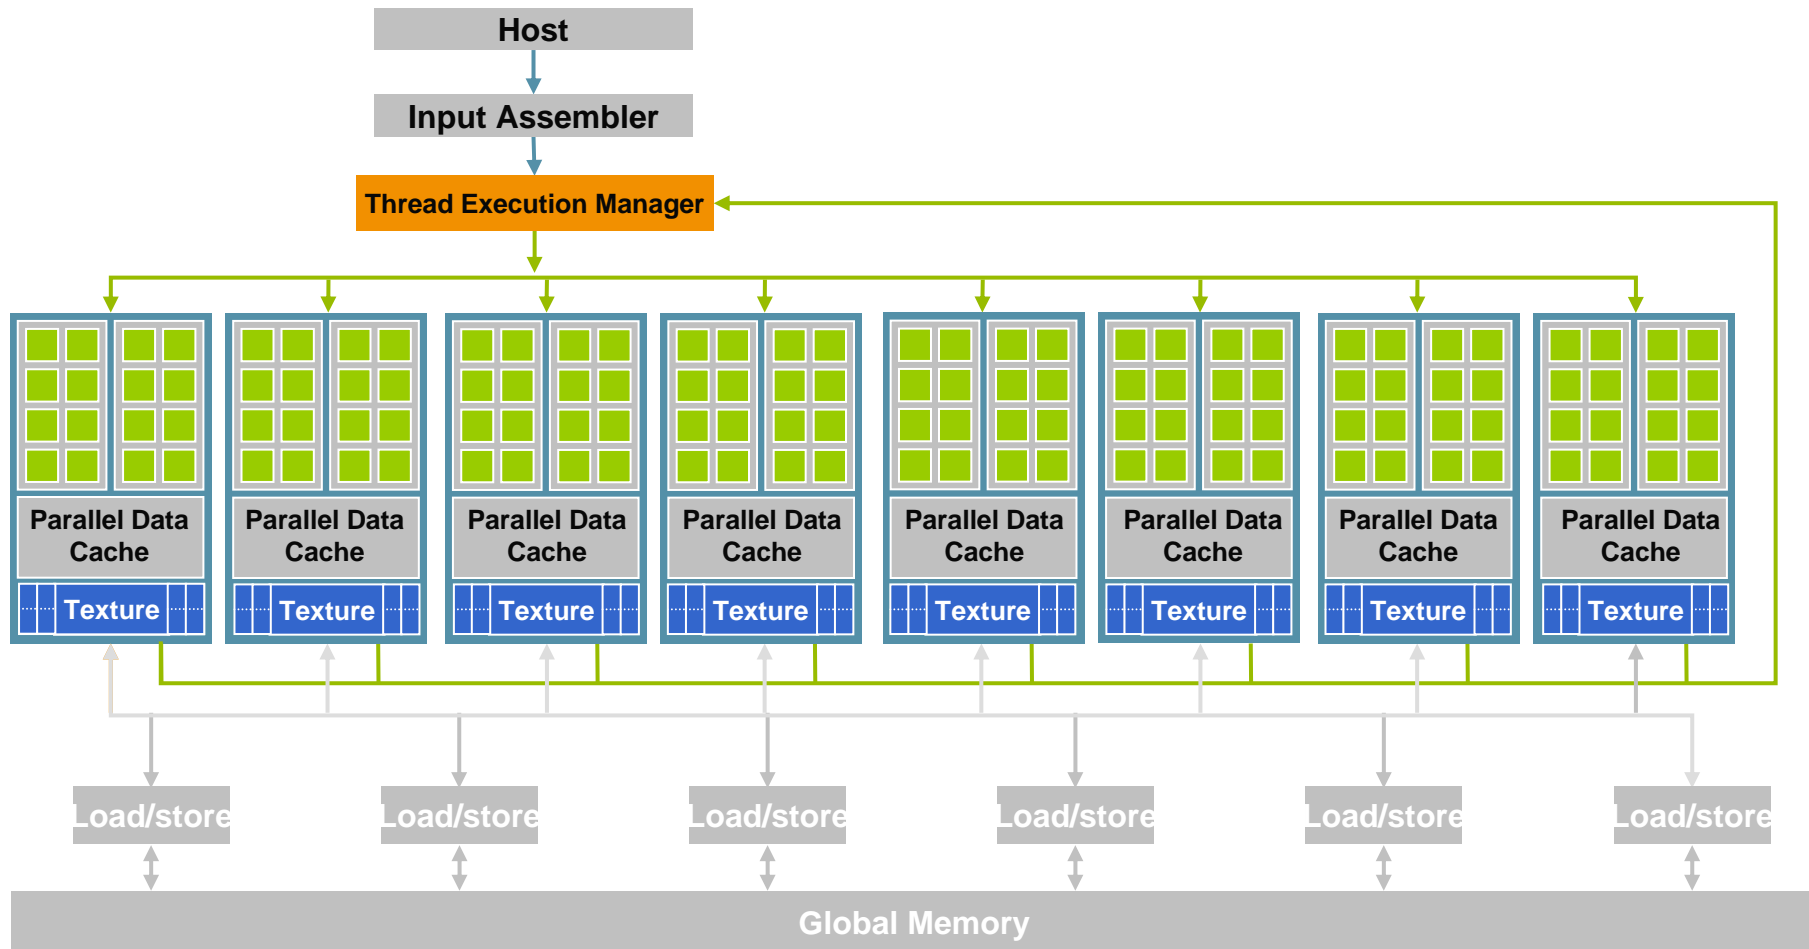 Host
Input Assembler
Thread Execution Manager
Parallel Data
Cache
Parallel Data
Cache
Parallel Data
Cache
Parallel Data
Cache
Parallel Data
Cache
Parallel Data
Cache
Parallel Data
Cache
Parallel Data
Cache
Texture
Texture
Texture
Texture
Texture
Texture
Texture
Texture
Load/store
Load/store
Load/store
Load/store
Load/store
Load/store
Global Memory